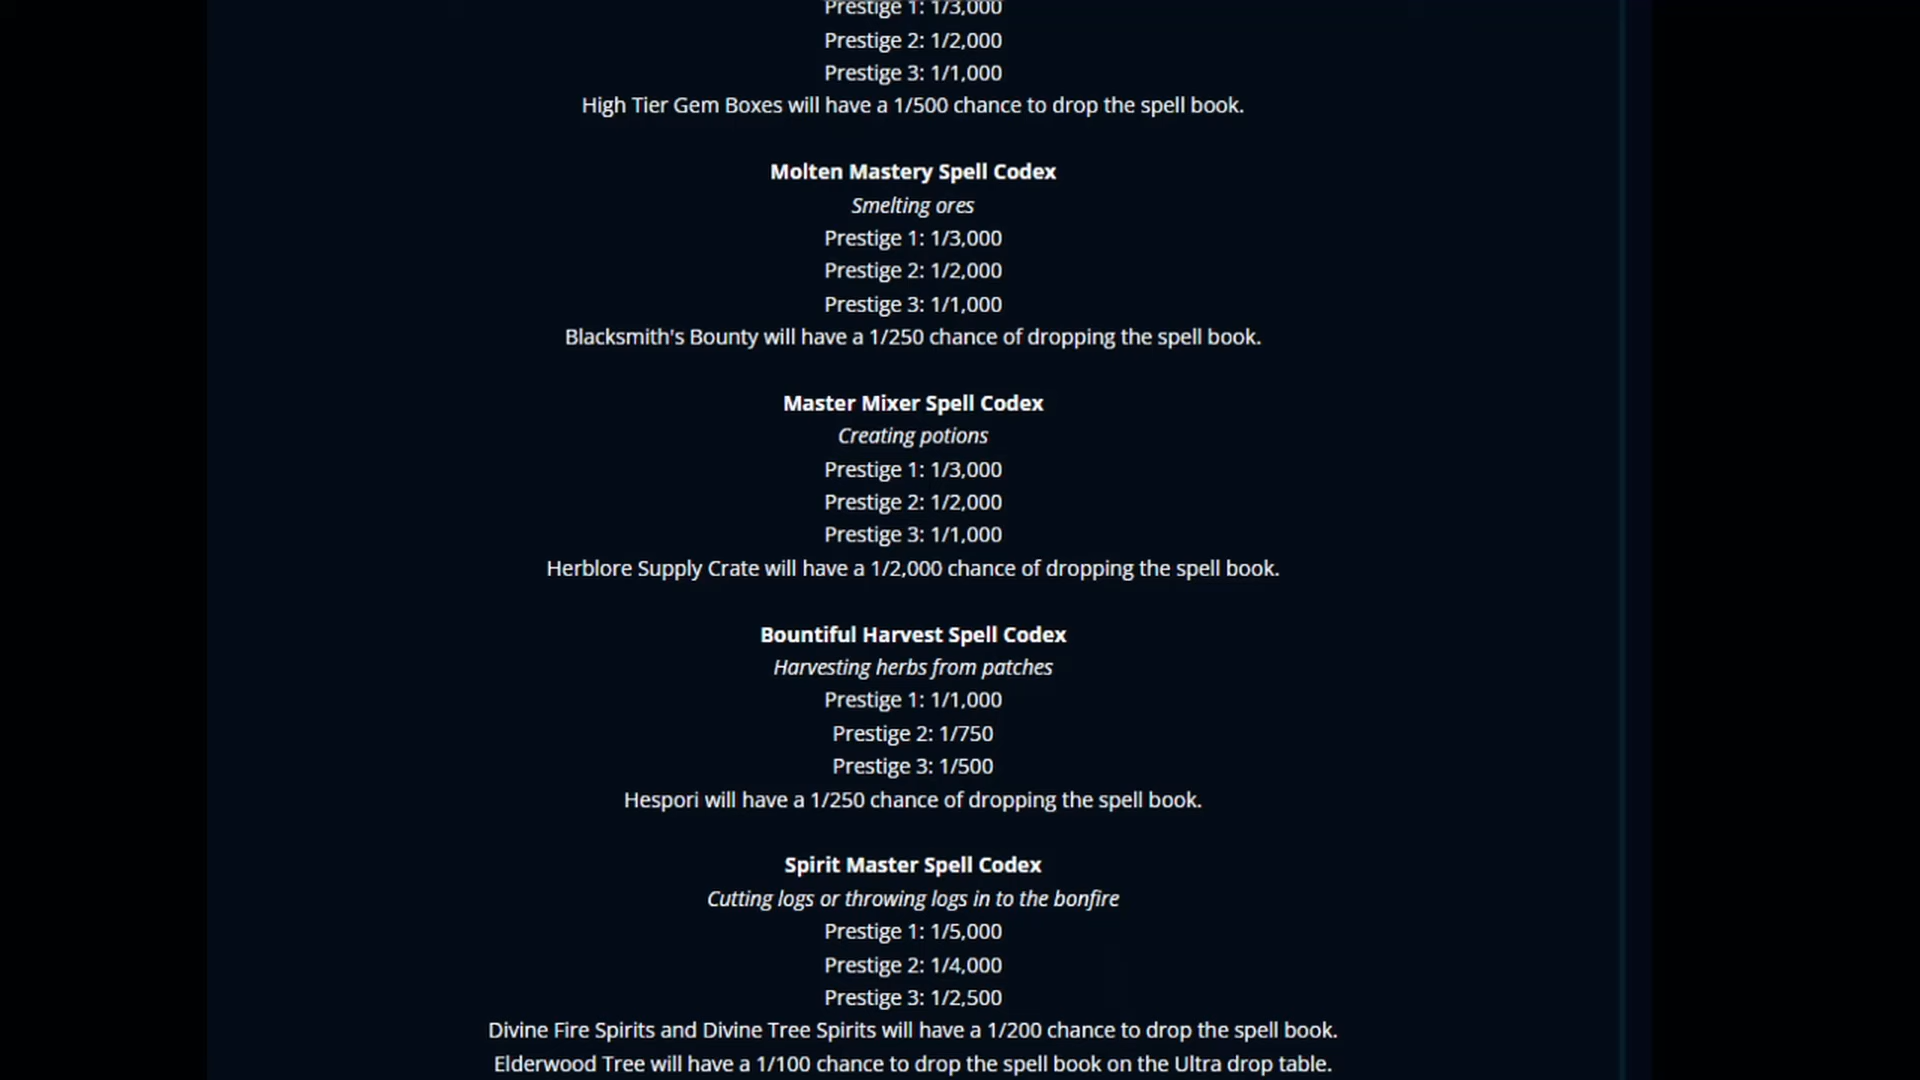 Prestige 1: 1/3,000
Prestige 2: 1/2,000
Prestige 3: 1/1,000
High Tier Gem Boxes will have a 1/500 chance to drop the spell book.
Molten Mastery Spell Codex
Smelting ores
Prestige 1: 1/3,000
Prestige 2: 1/2,000
Prestige 3: 1/1,000
Blacksmith's Bounty will have a 1/250 chance of dropping the spell book.
Master Mixer Spell Codex
Creating potions
Prestige 1: 1/3,000
Prestige 2: 1/2,000
Prestige 3: 1/1,000
Herblore Supply Crate will have a 1/2,000 chance of dropping the spell book.
Bountiful Harvest Spell Codex
Harvesting herbs from patches
Prestige 1: 1/1,000
Prestige 2: 1/750
Prestige 3: 1/500
Hespori will have a 1/250 chance of dropping the spell book.
Spirit Master Spell Codex
Cutting logs or throwing logs in to the bonfire
Prestige 1: 1/5,000
Prestige 2: 1/4,000
Prestige 3: 1/2,500
Divine Fire Spirits and Divine Tree Spirits will have a 1/200 chance to drop the spell book.
Elderwood Tree will have a 1/100 chance to drop the spell book on the Ultra drop table.